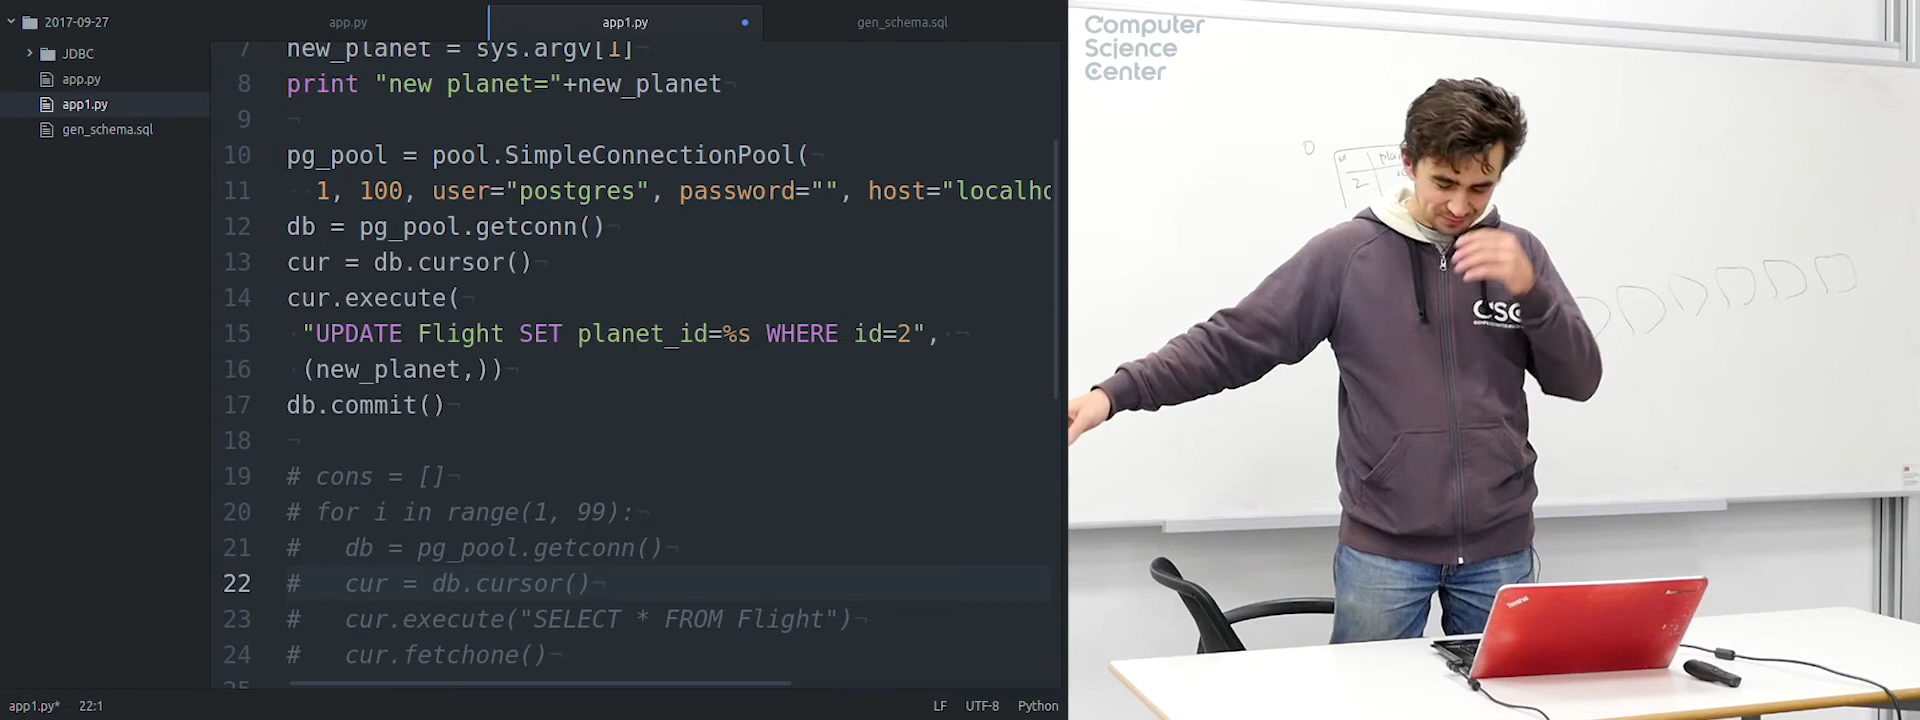 2017-09-27
JDBC
app.py
app1.py
gen_schema.sql
app.py
app1.py
gen_schema.sql
7 new_planet = sys.argv[1]
8 print "new planet="+new_planet
9
10 pg_pool = pool.SimpleConnectionPool(
11 1, 100, user="postgres", password="", host="localho
12 db = pg_pool.getconn()
13 cur = db.cursor()
14 cur.execute(
15 "UPDATE Flight SET planet_id=%s WHERE id=2",
16 (new_planet,))
17 db.commit()
18
19 # cons = []
20 # for i in range(1, 99):
21 # db = pg_pool.getconn()
22 # cur = db.cursor()
23 # cur.execute("SELECT * FROM Flight")
24 # cur.fetchone()
25
app1.py* 22:1
LF UTF-8 Python
Computer
Science
Center
CSC
ThinkPad
2